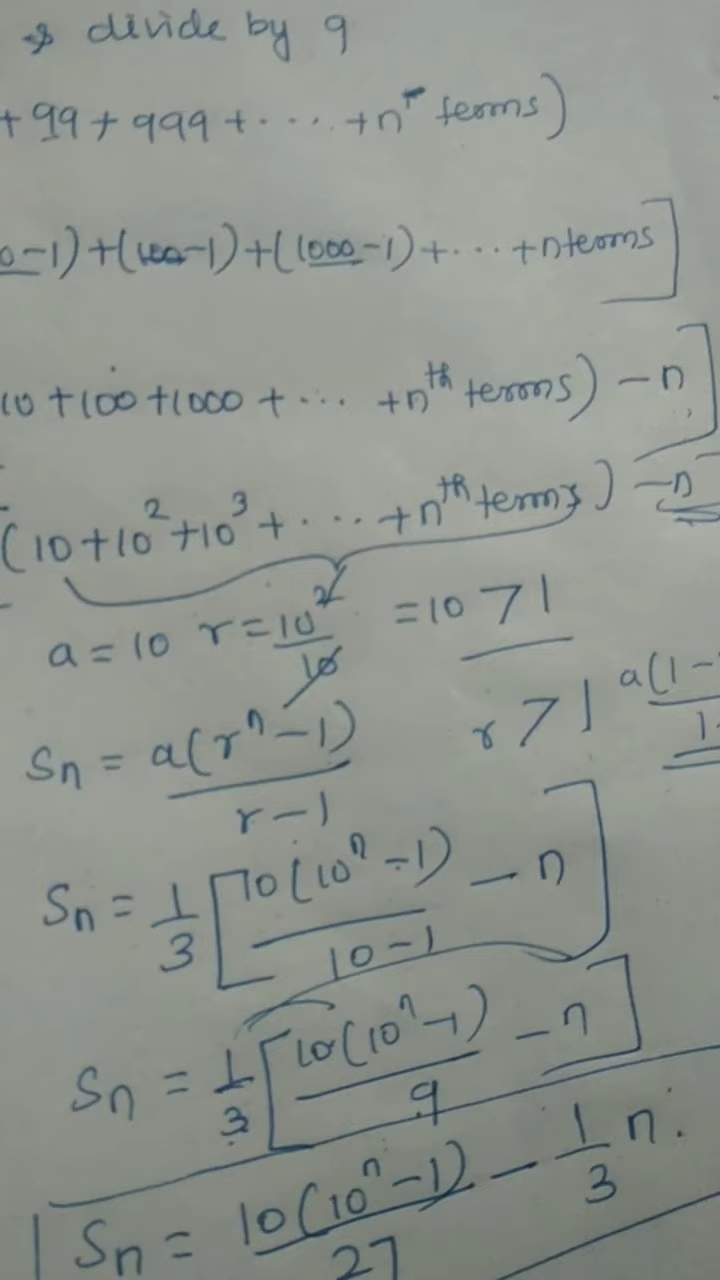 divide by 9
+ 99 + 999 + .... + n terms)
0-1)+(100-1)+(1000-1)+...+n terms]
10 + 100 + 1000 + ... + nᵗʰ terms) - n]
(10 + 10² + 10³ + .... + nᵗʰ terms) - n
a = 10 r = 10²/10 = 10 > 1
Sn = a(rⁿ - 1)/r - 1 r > 1 a(1-
Sn = 1/3 [10(10ⁿ - 1)/10 - 1 - n]
Sn = 1/3 [10(10ⁿ - 1)/9 - n]
Sn = 10(10ⁿ - 1)/27 - 1/3 n.